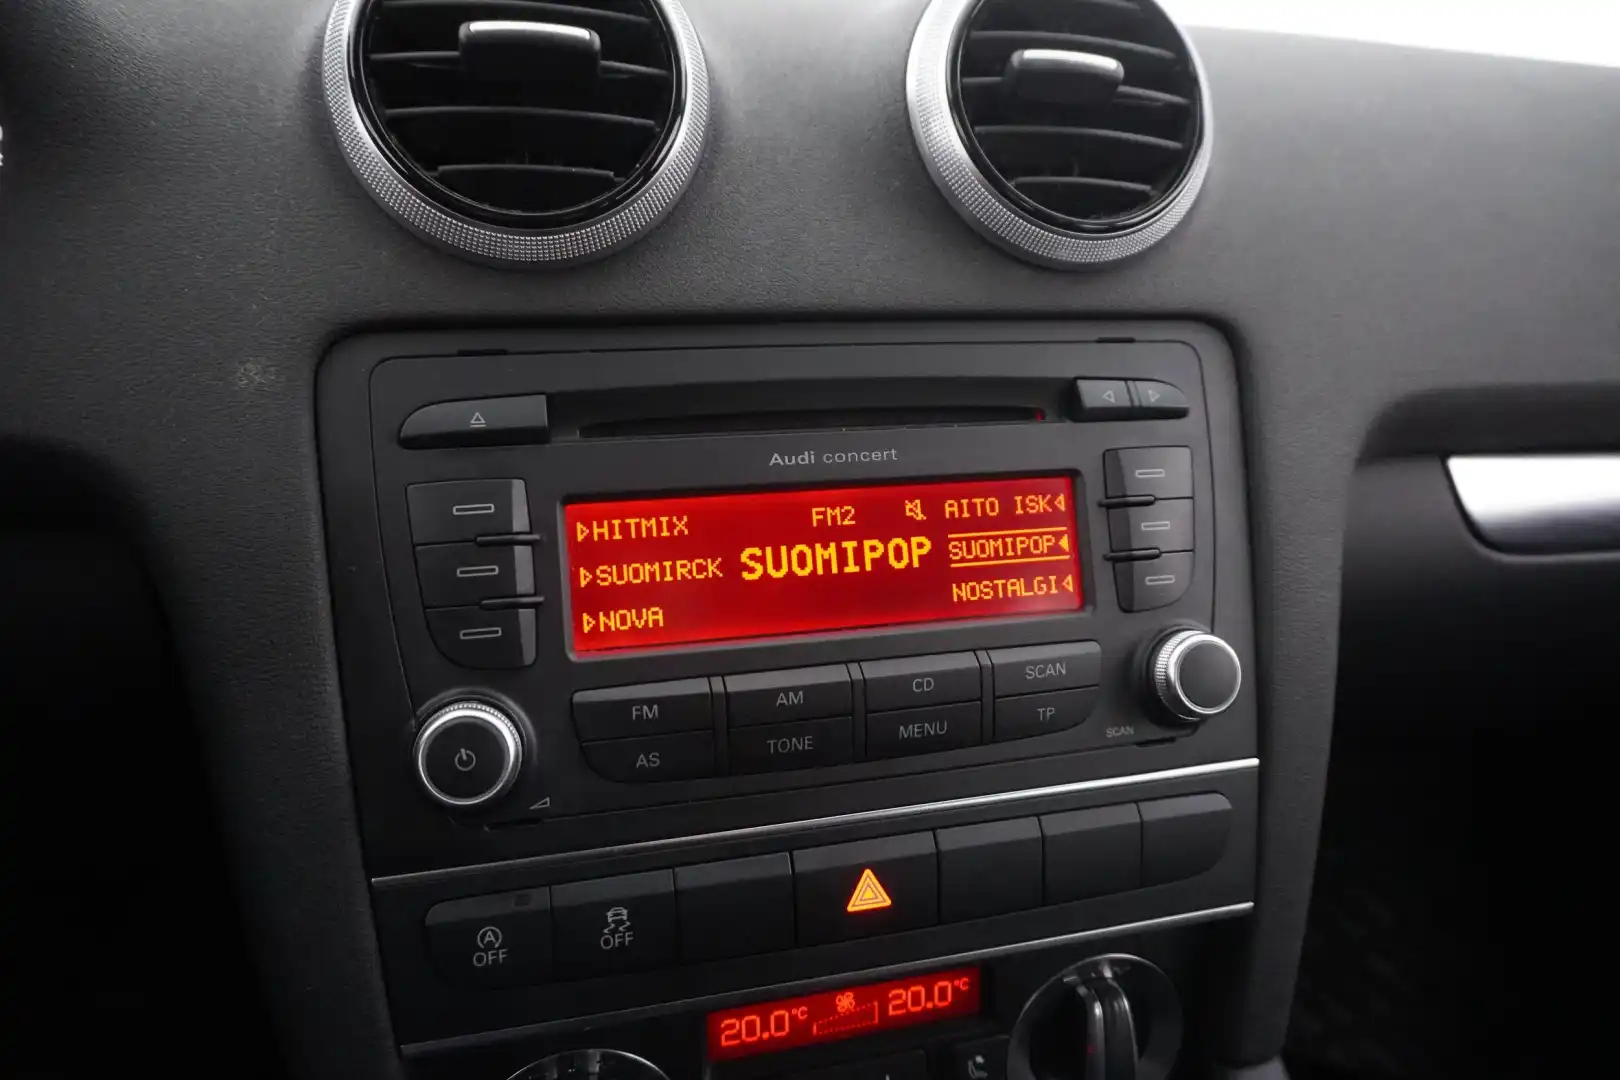 Audi concert
HITMIX
FM2
AITO ISK
SUOMIRCK
SUOMIPOP
SUOMIPOP
NOVA
NOSTALGI
FM
AM
CD
SCAN
AS
TONE
MENU
TP
SCAN
A
OFF
OFF
20.0°C
20.0°C